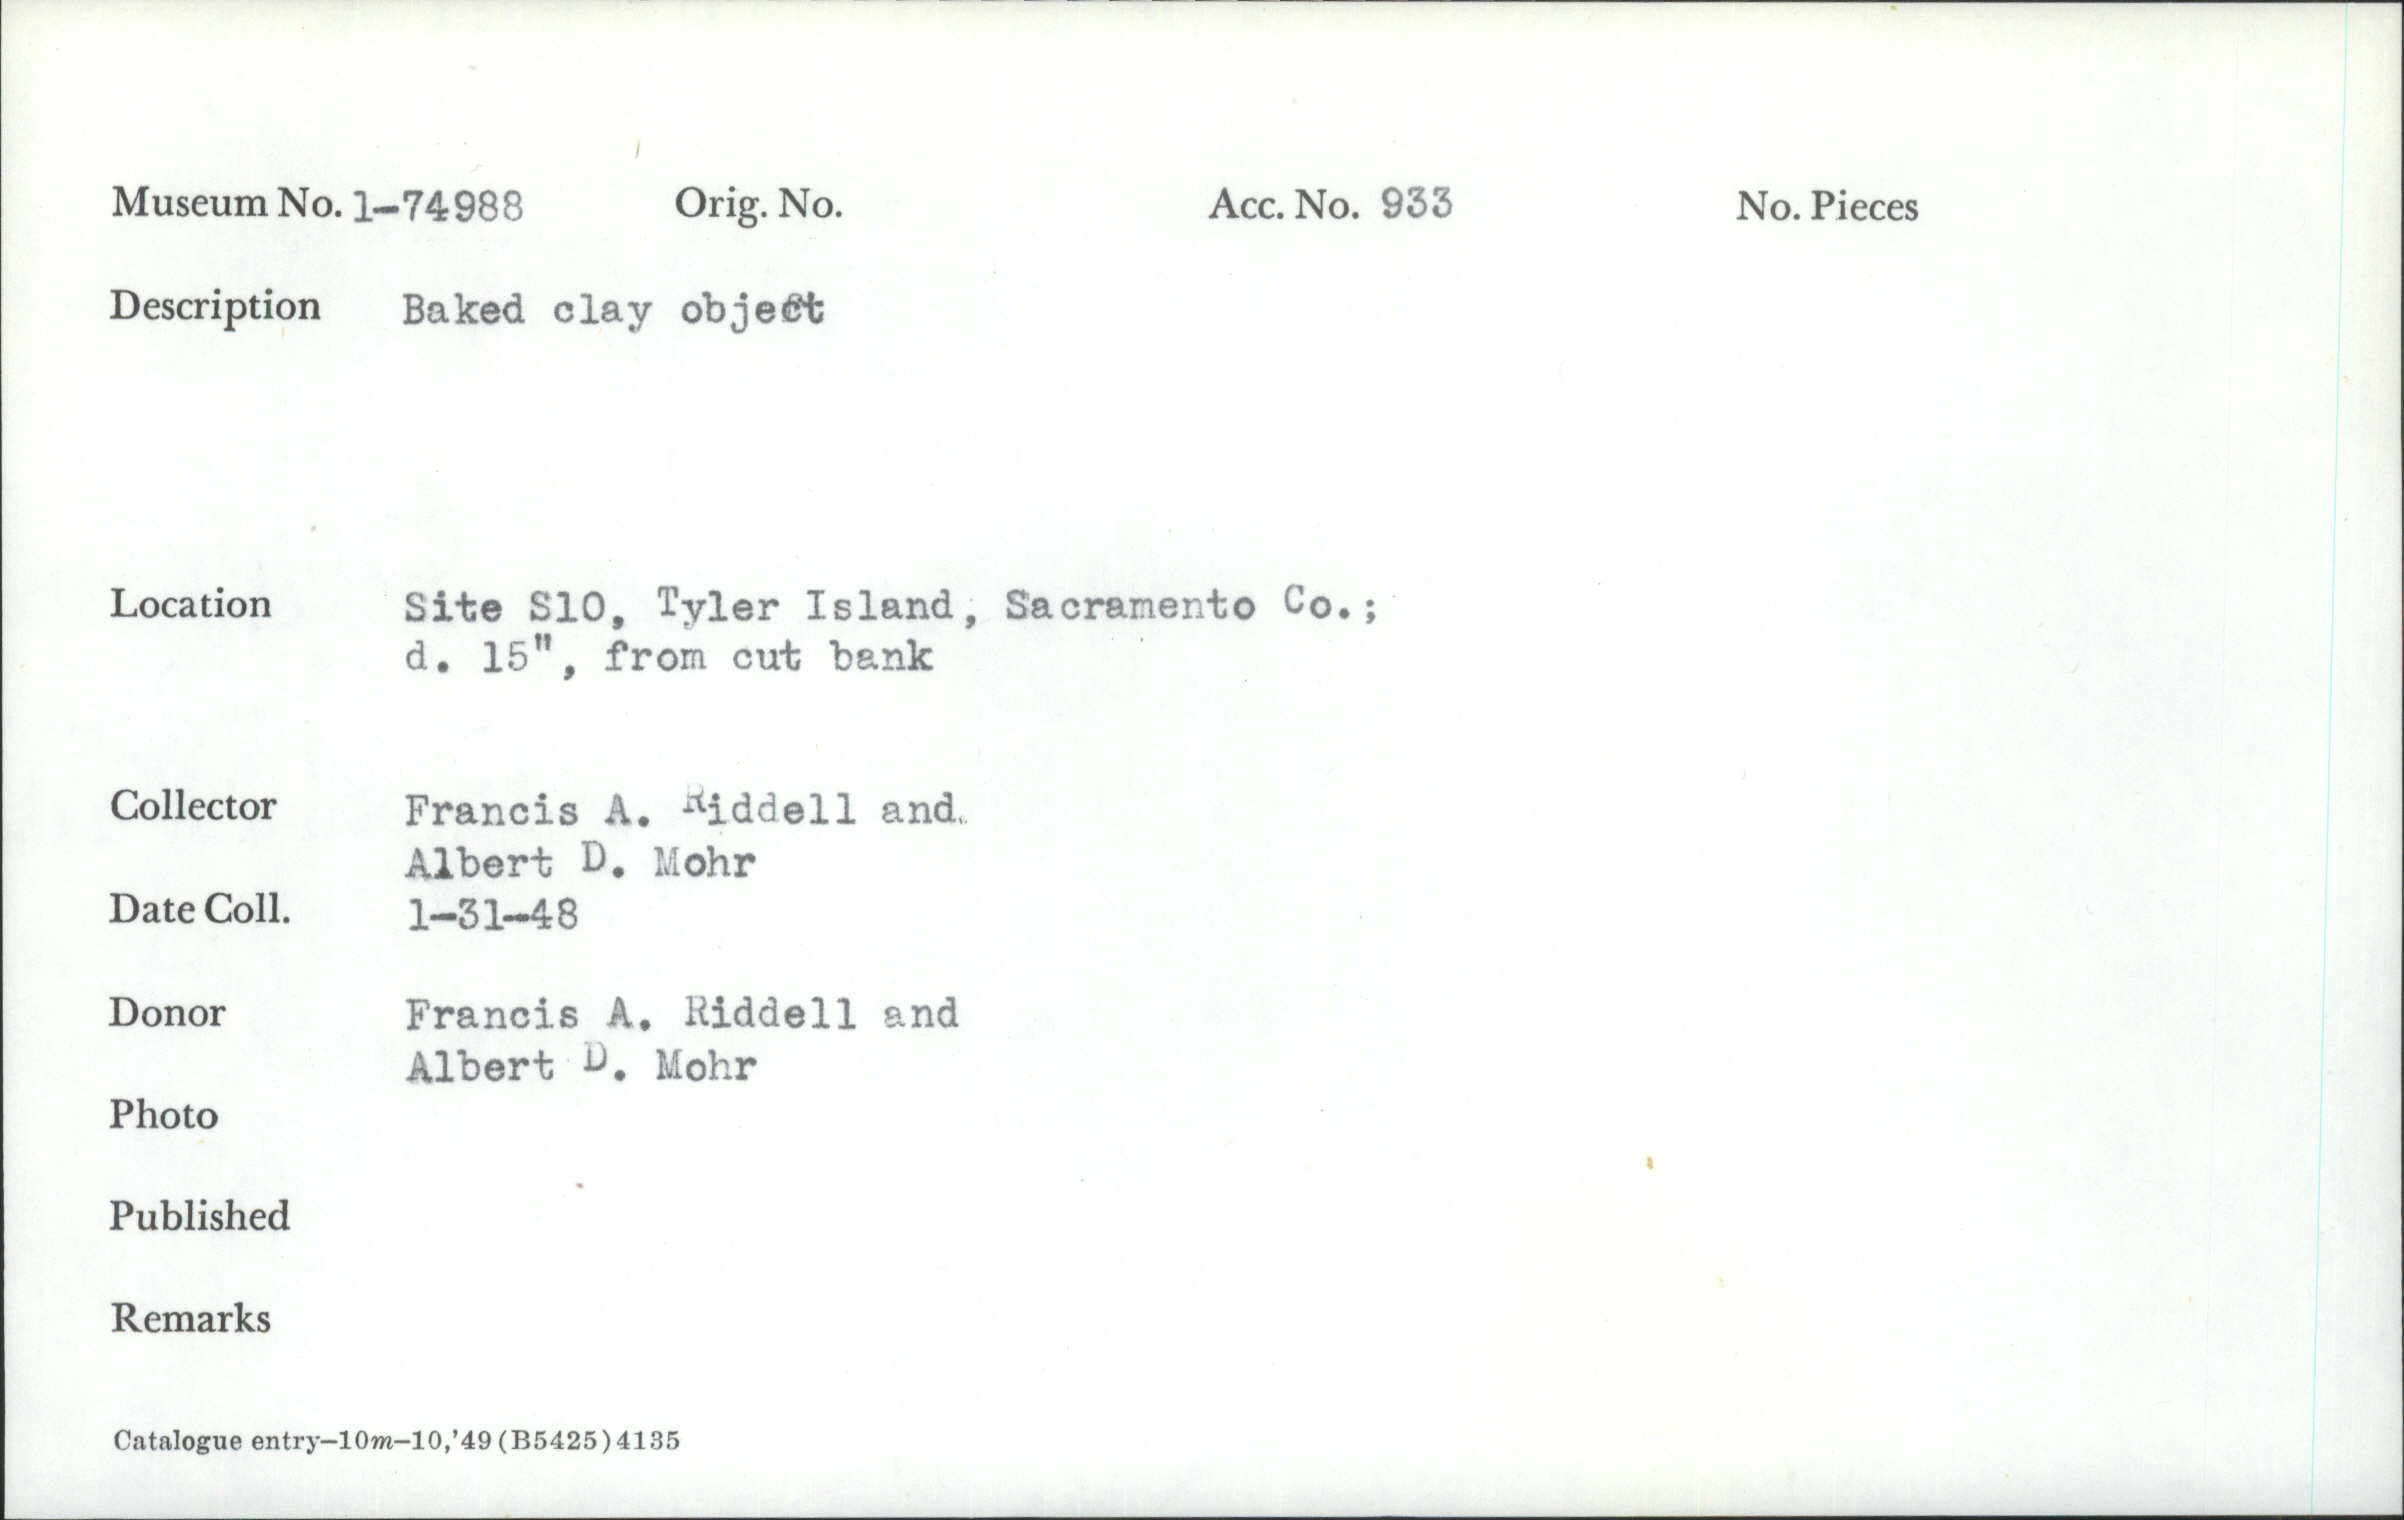 Museum No. 1-74988 Orig. No. Acc. No. 933 No. Pieces
Description Baked clay object
Location Site S10, Tyler Island, Sacramento Co.;
d. 15", from cut bank
Collector Francis A. Riddell and
Albert D. Mohr
Date Coll. 1-31-48
Donor Francis A. Riddell and
Albert D. Mohr
Photo
Published
Remarks
Catalogue entry—10m—10,'49 (B5425) 4135